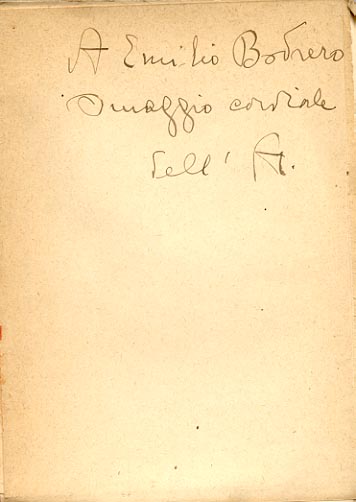 A Emilio Bodrero
Omaggio cordiale
dell' A.